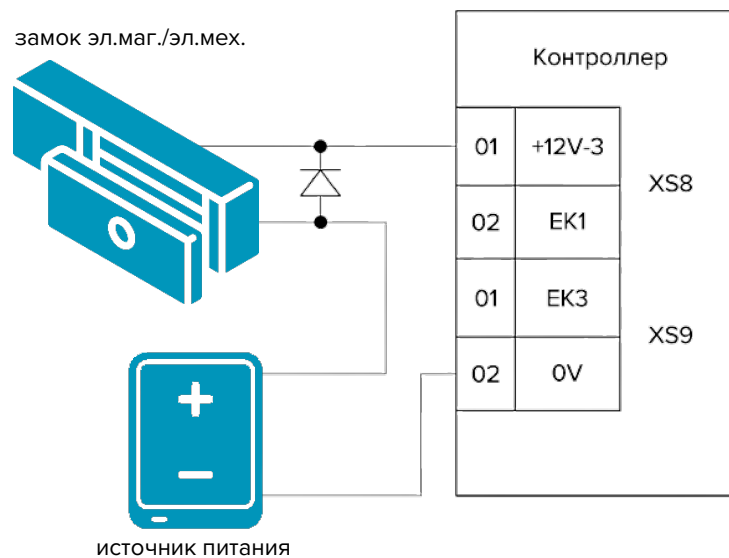 замок эл.маг./эл.мех.
Контроллер
01 +12V-3
XS8
02 EK1
01 EK3
XS9
02 0V
+
−
источник питания